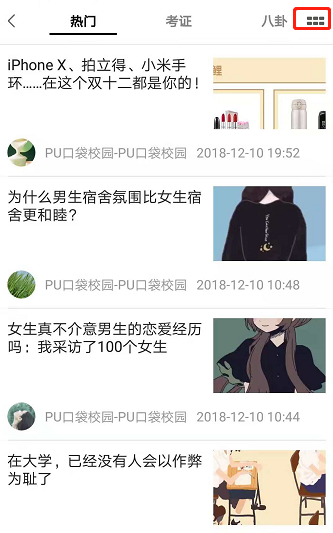 热门
考证
八卦
iPhone X、拍立得、小米手
环……在这个双十二都是你的！
PU口袋校园-PU口袋校园 2018-12-10 19:52
为什么男生宿舍氛围比女生宿
舍更和睦？
PU口袋校园-PU口袋校园 2018-12-10 10:48
女生真不介意男生的恋爱经历
吗：我采访了100个女生
PU口袋校园-PU口袋校园 2018-12-10 10:44
在大学，已经没有人会以作弊
为耻了